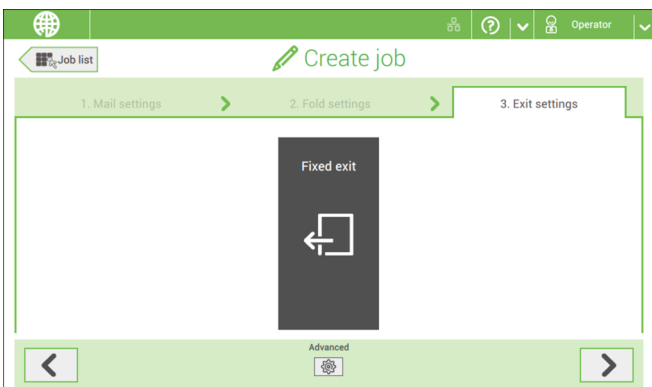 Operator
Job list
Create job
1. Mail settings
2. Fold settings
3. Exit settings
Fixed exit
Advanced